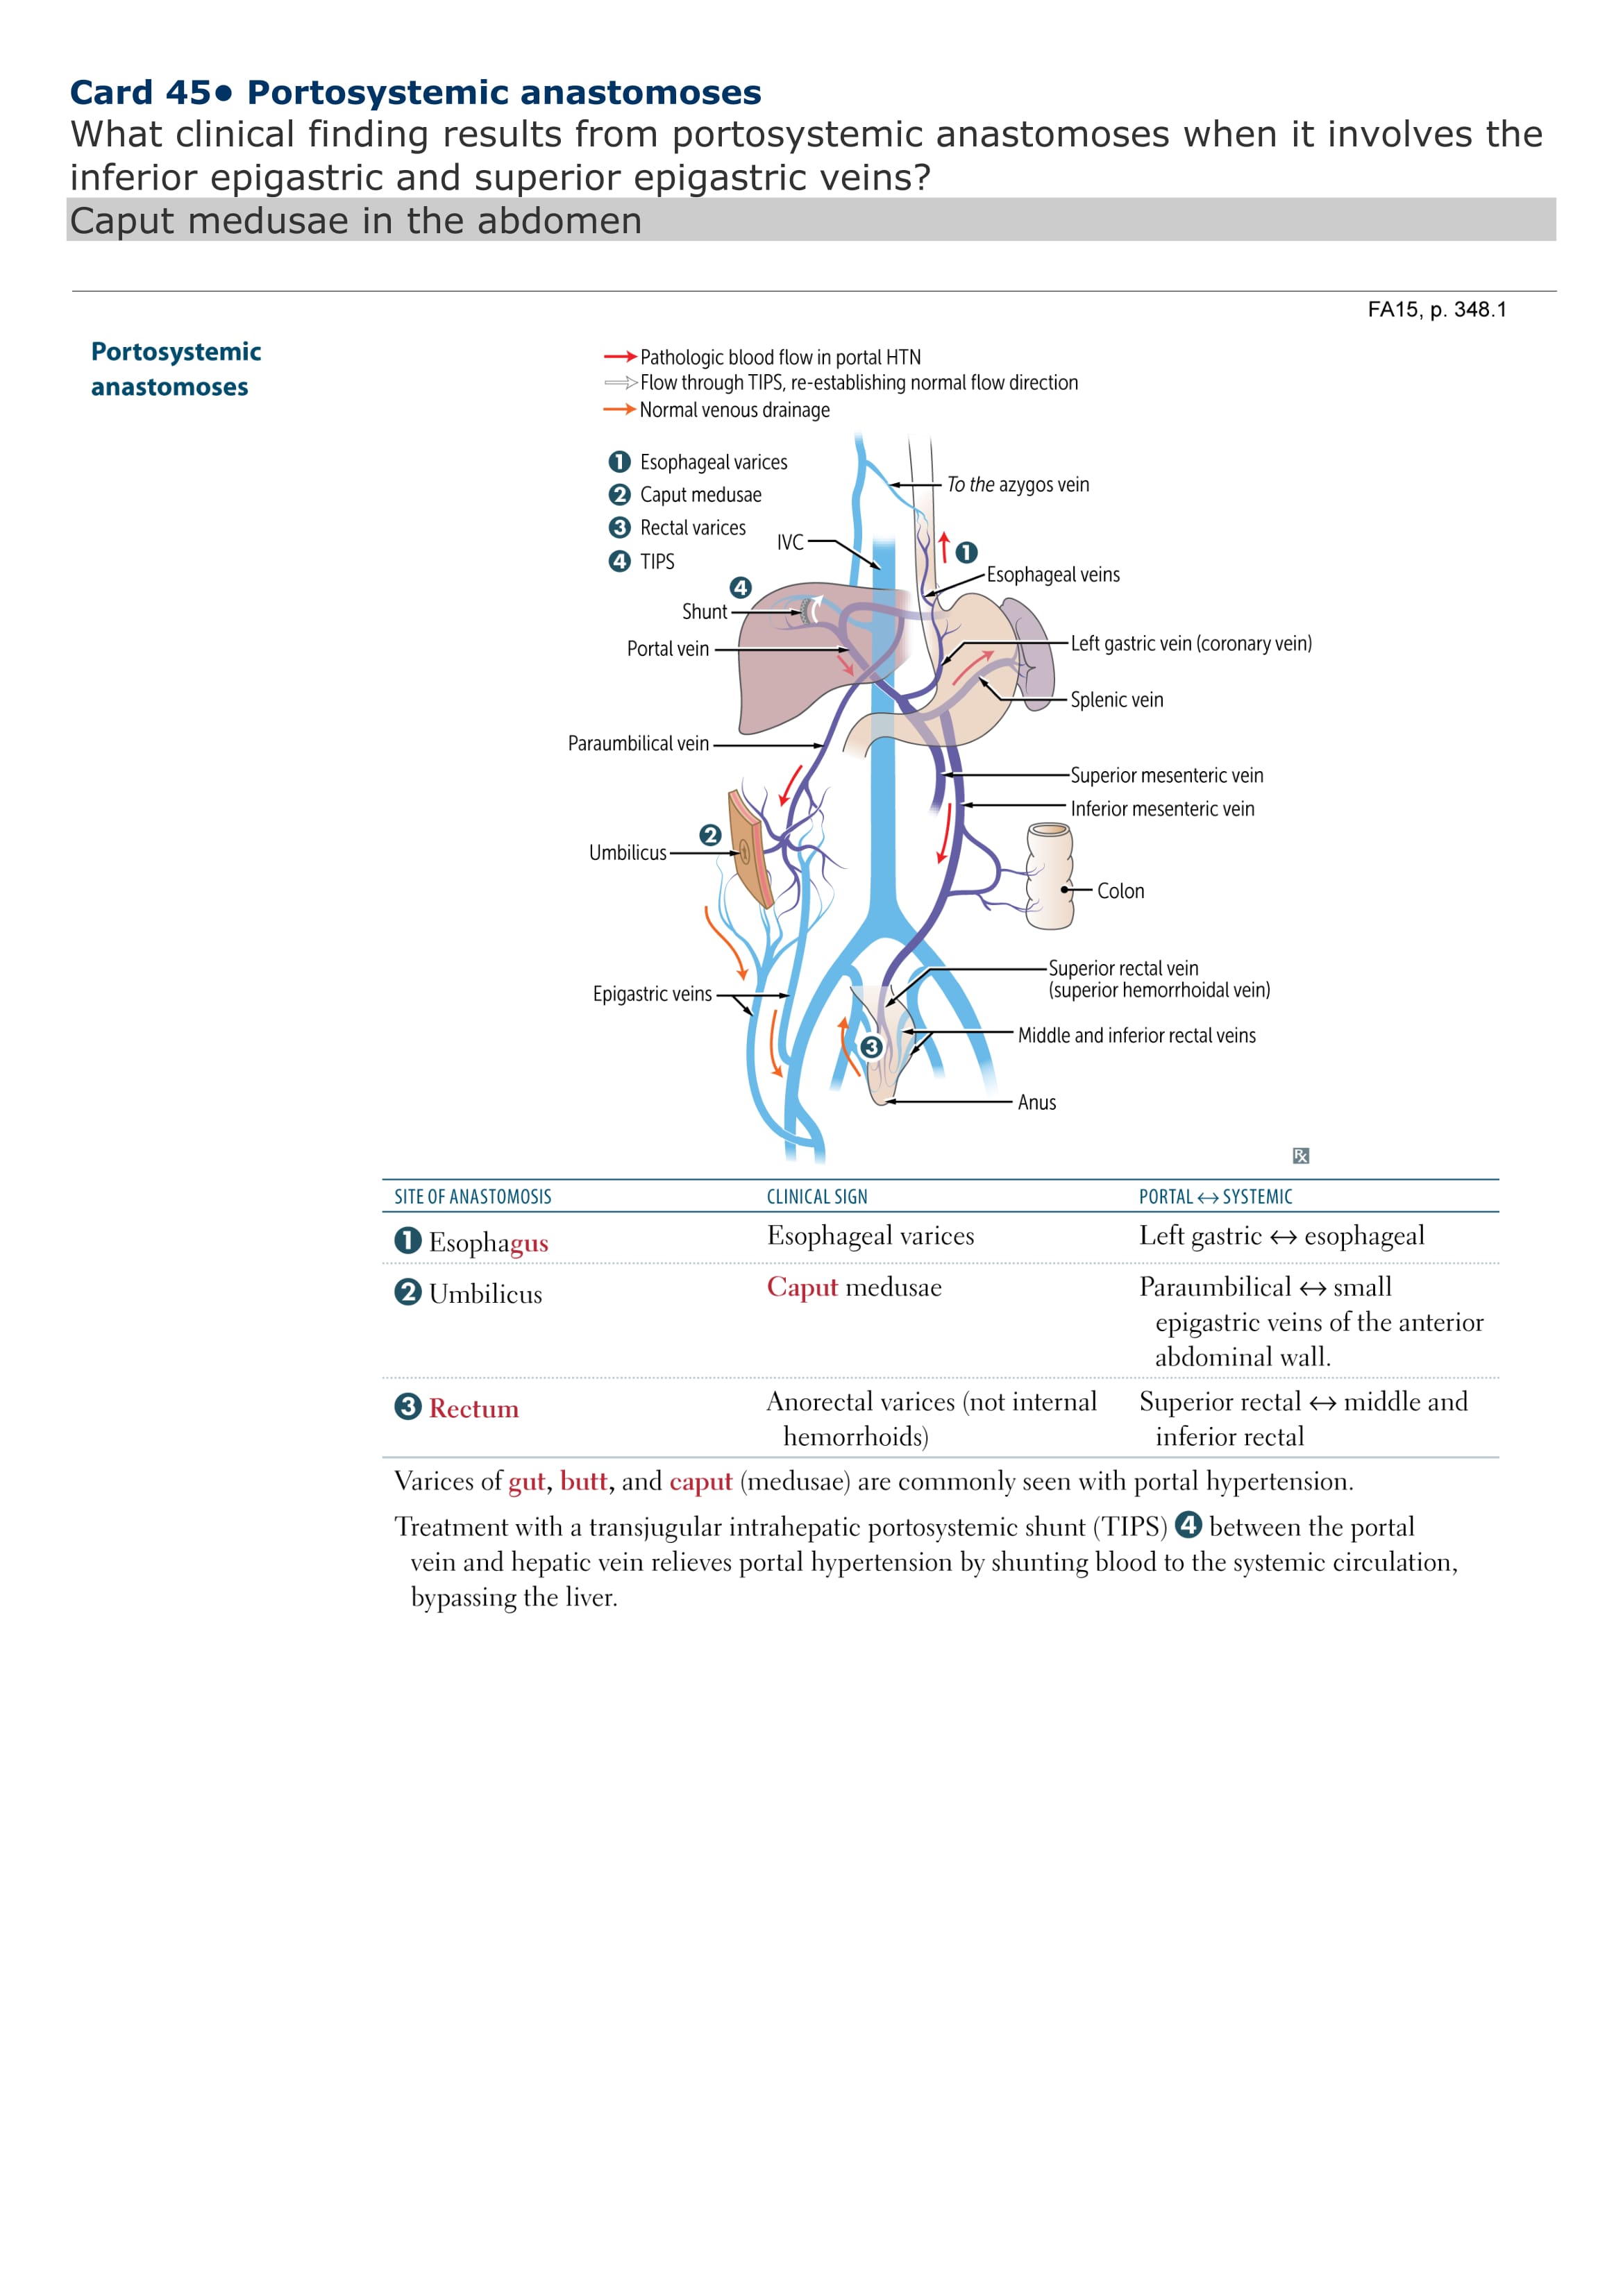 Card 45● Portosystemic anastomoses
What clinical finding results from portosystemic anastomoses when it involves the
inferior epigastric and superior epigastric veins?
Caput medusae in the abdomen
FA15, p. 348.1
Portosystemic
anastomoses
Pathologic blood flow in portal HTN
Flow through TIPS, re-establishing normal flow direction
Normal venous drainage
1 Esophageal varices
2 Caput medusae
3 Rectal varices
4 TIPS
To the azygos vein
IVC
1
Esophageal veins
4
Shunt
Portal vein
Left gastric vein (coronary vein)
Splenic vein
Paraumbilical vein
Superior mesenteric vein
Inferior mesenteric vein
2
Umbilicus
Colon
Epigastric veins
Superior rectal vein
(superior hemorrhoidal vein)
Middle and inferior rectal veins
3
Anus
Rx
SITE OF ANASTOMOSIS CLINICAL SIGN PORTAL ↔ SYSTEMIC
1 Esophagus Esophageal varices Left gastric ↔ esophageal
2 Umbilicus Caput medusae Paraumbilical ↔ small
epigastric veins of the anterior
abdominal wall.
3 Rectum Anorectal varices (not internal Superior rectal ↔ middle and
hemorrhoids) inferior rectal
Varices of gut, butt, and caput (medusae) are commonly seen with portal hypertension.
Treatment with a transjugular intrahepatic portosystemic shunt (TIPS) 4 between the portal
vein and hepatic vein relieves portal hypertension by shunting blood to the systemic circulation,
bypassing the liver.